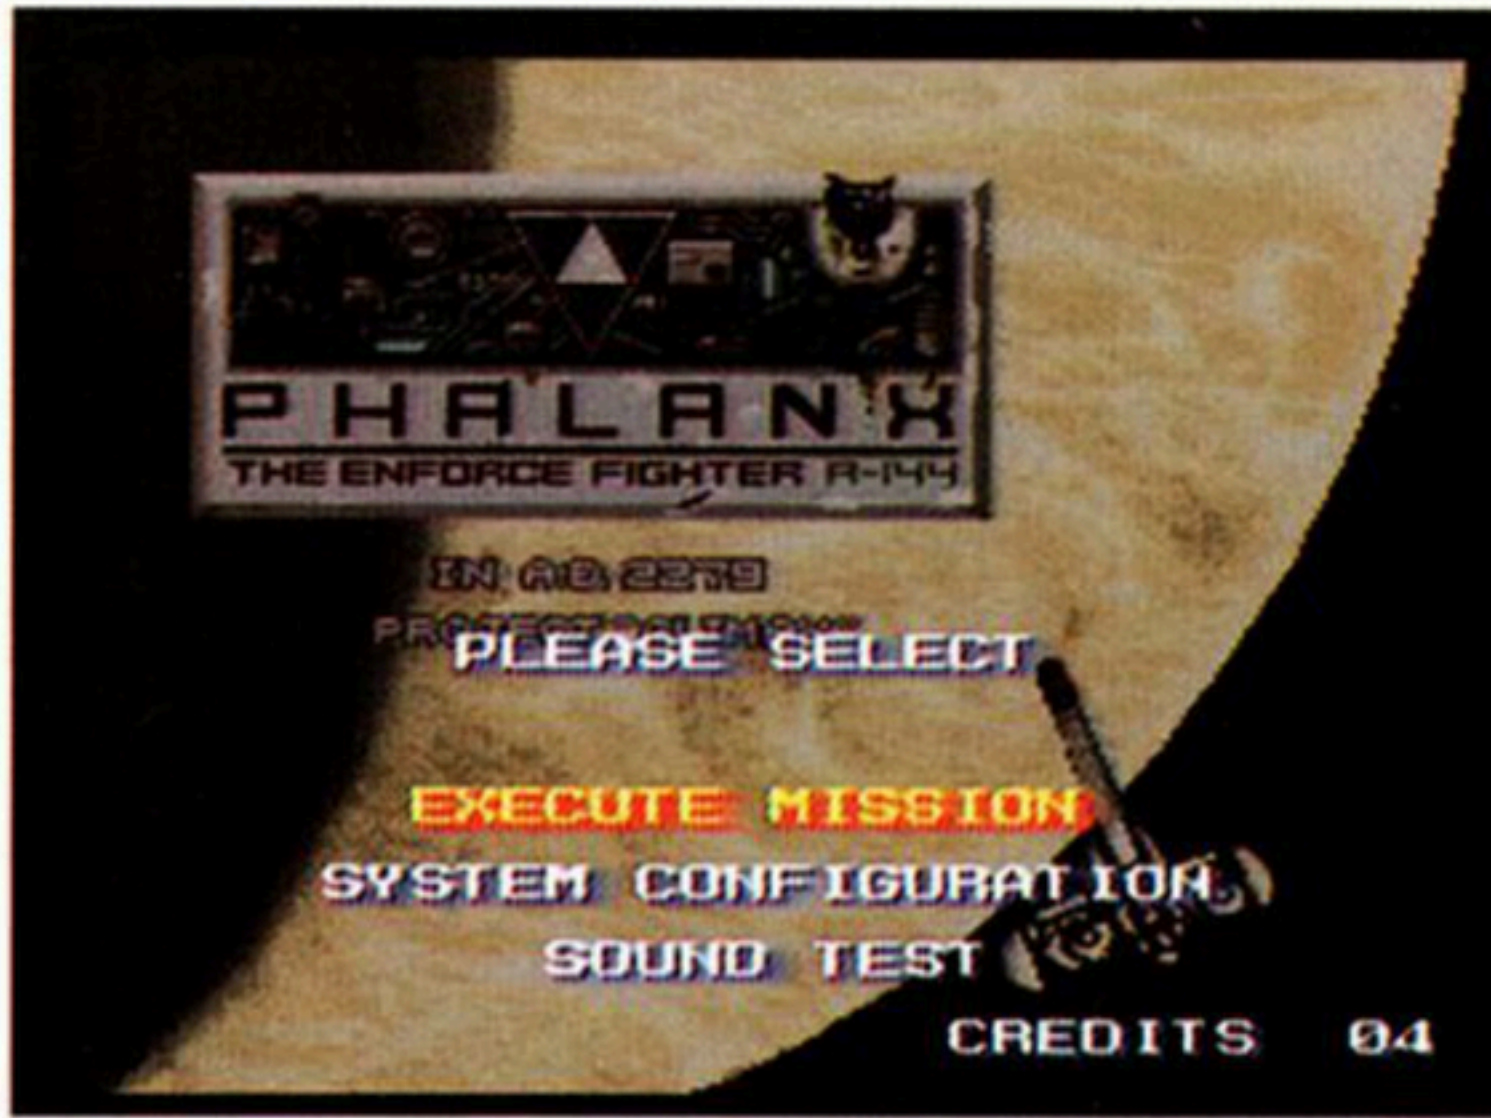 PHALANX
THE ENFORCE FIGHTER A-144
IN A.D. 2279
PLEASE SELECT
EXECUTE MISSION
SYSTEM CONFIGURATION
SOUND TEST
CREDITS 04